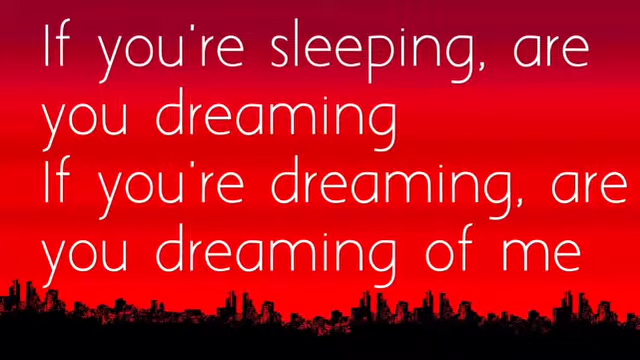 If you're sleeping, are
you dreaming
If you're dreaming, are
you dreaming of me